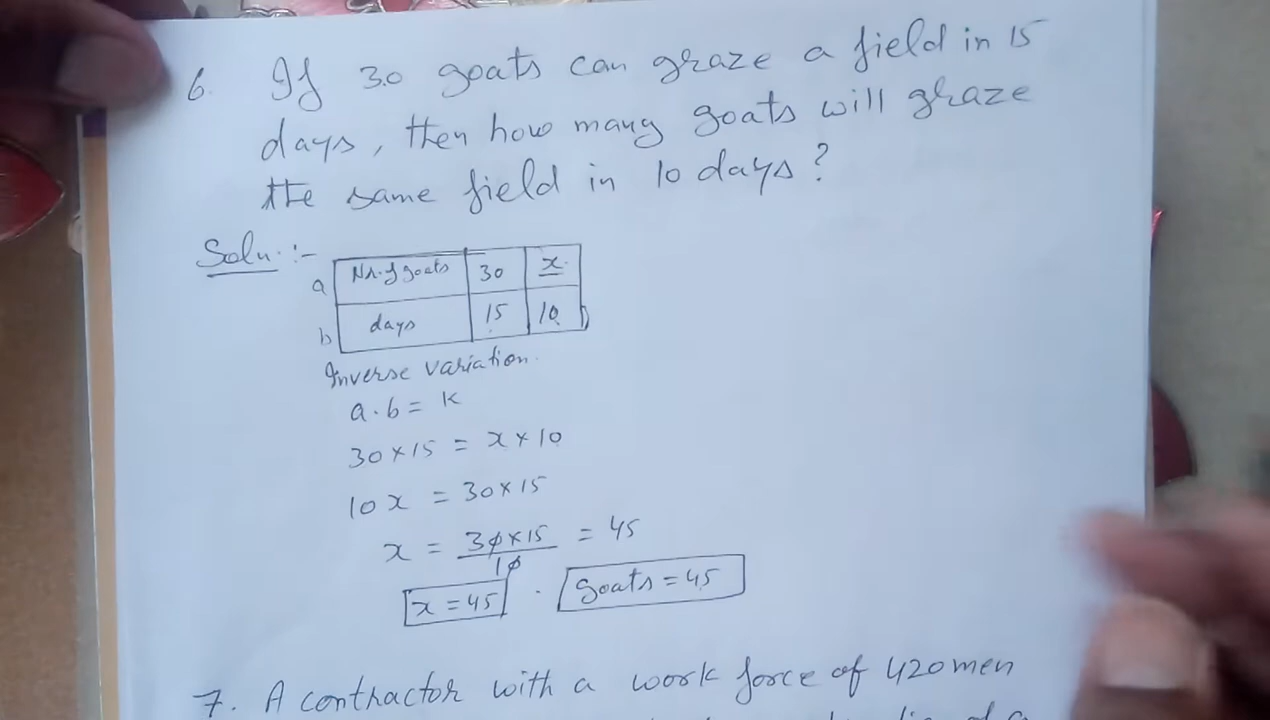 6. If 30 goats can graze a field in 15
days, then how many goats will graze
the same field in 10 days?
Solu :-
a No. of goats 30 x
b days 15 10
Inverse variation.
a.b = K
30×15 = x×10
10x = 30×15
x = 30×15/10 = 45
x = 45 . Goats = 45
7. A contractor with a work force of 420 men